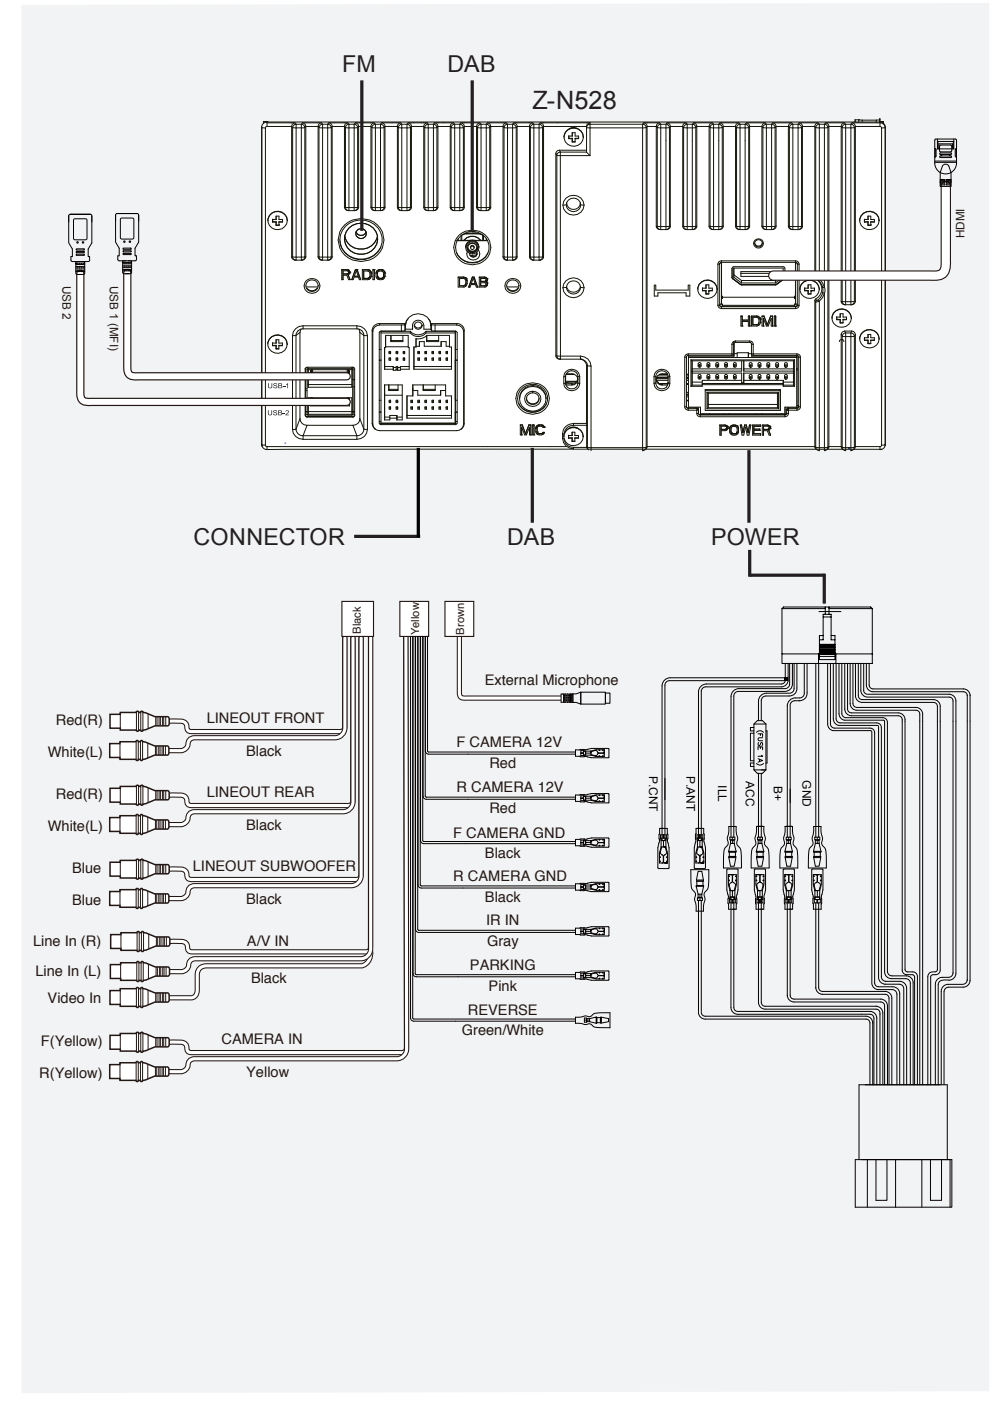 FM
DAB
Z-N528
HDMI
RADIO
DAB
USB 2
USB 1 (MFI)
HDMI
USB-1
USB-2
MIC
POWER
CONNECTOR
DAB
POWER
Black
Yellow
Brown
External Microphone
Red(R)
LINEOUT FRONT
White(L)
Black
F CAMERA 12V
Red
Red(R)
LINEOUT REAR
White(L)
Black
R CAMERA 12V
Red
F CAMERA GND
Black
Blue
LINEOUT SUBWOOFER
Blue
Black
R CAMERA GND
Black
Line In (R)
A/V IN
Line In (L)
Black
Video In
IR IN
Gray
PARKING
Pink
REVERSE
Green/White
F(Yellow)
CAMERA IN
R(Yellow)
Yellow
(FUSE 1A)
P.CNT
P.ANT
ILL
ACC
B+
GND